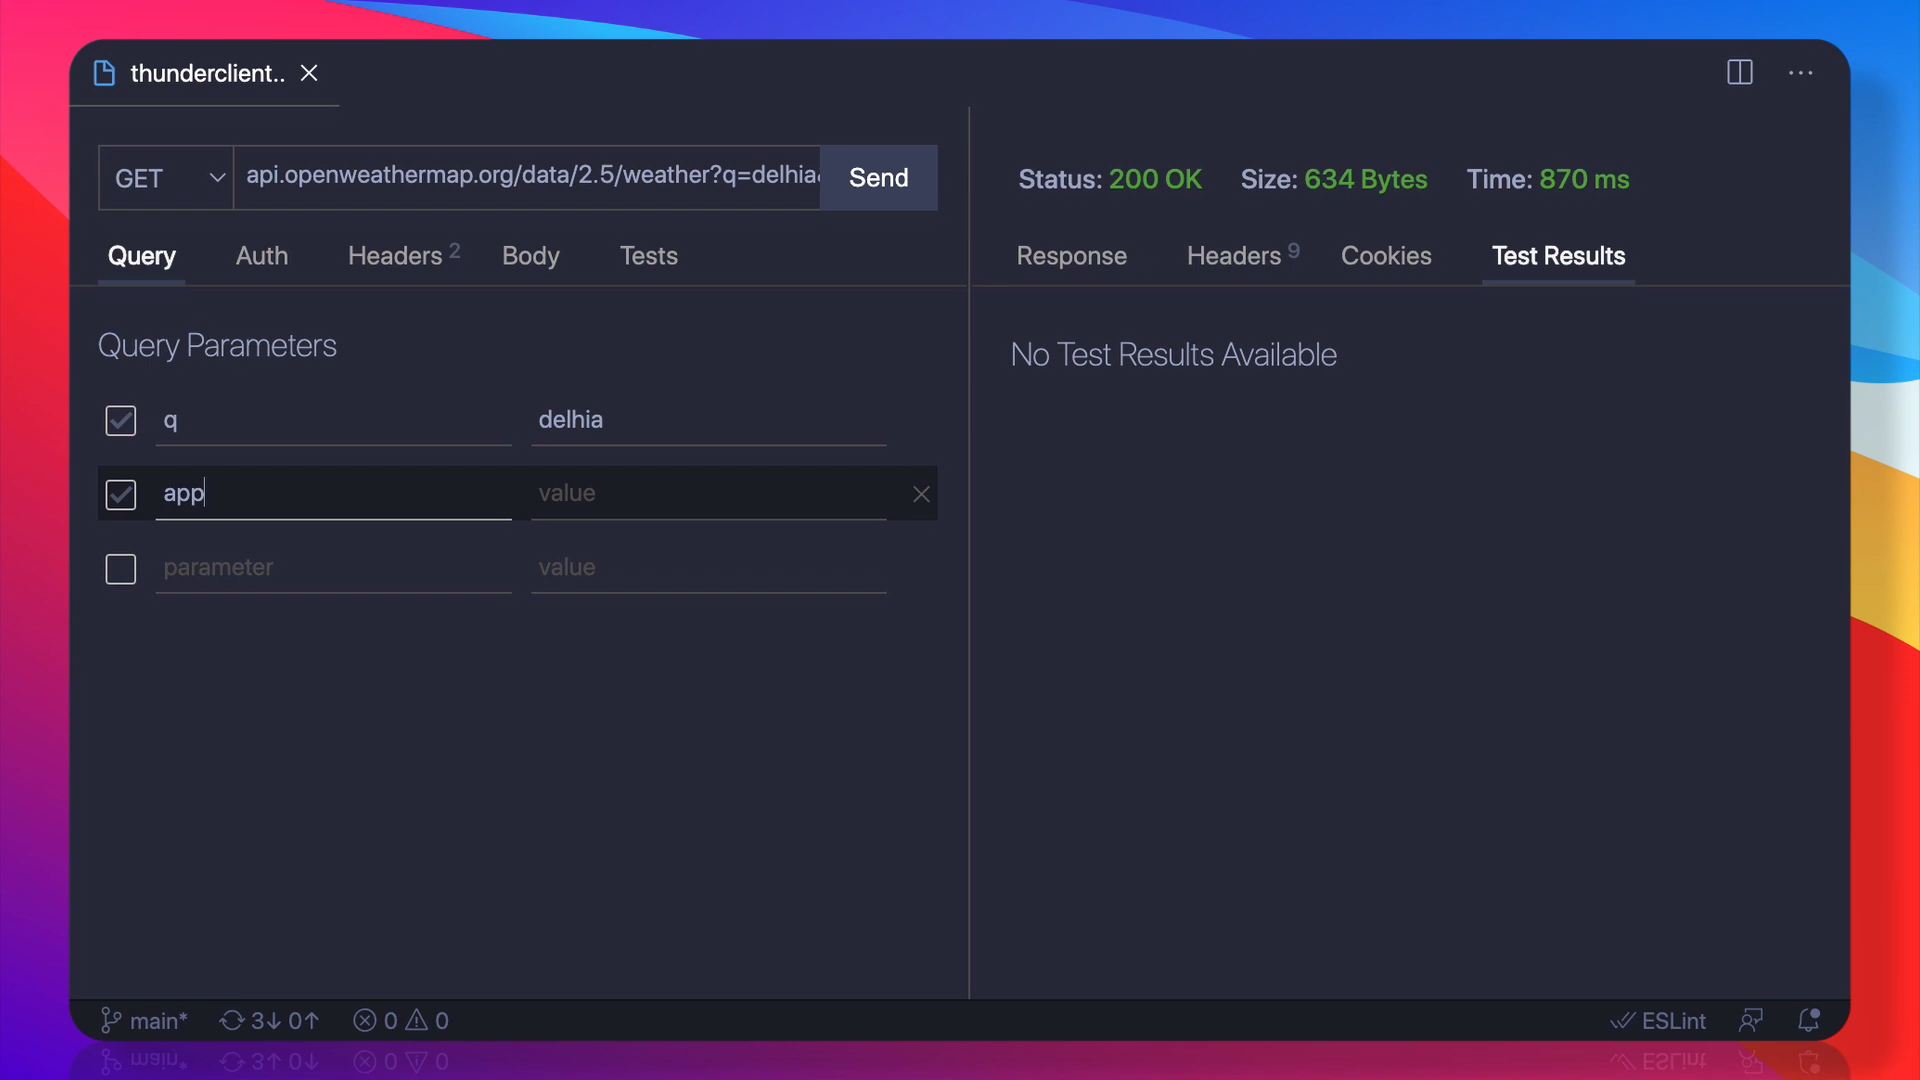 thunderclient..
GET api.openweathermap.org/data/2.5/weather?q=delhia& Send
Status: 200 OK Size: 634 Bytes Time: 870 ms
Query Auth Headers 2 Body Tests
Response Headers 9 Cookies Test Results
Query Parameters
No Test Results Available
q delhia
app value
parameter value
main* 3↓ 0↑ 0 0 ESLint